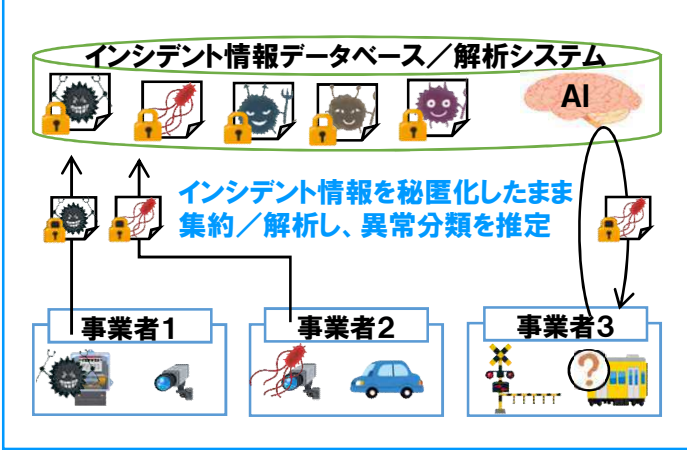 インシデント情報データベース／解析システム
AI
インシデント情報を秘匿化したまま
集約／解析し、異常分類を推定
事業者１
事業者２
事業者３
?